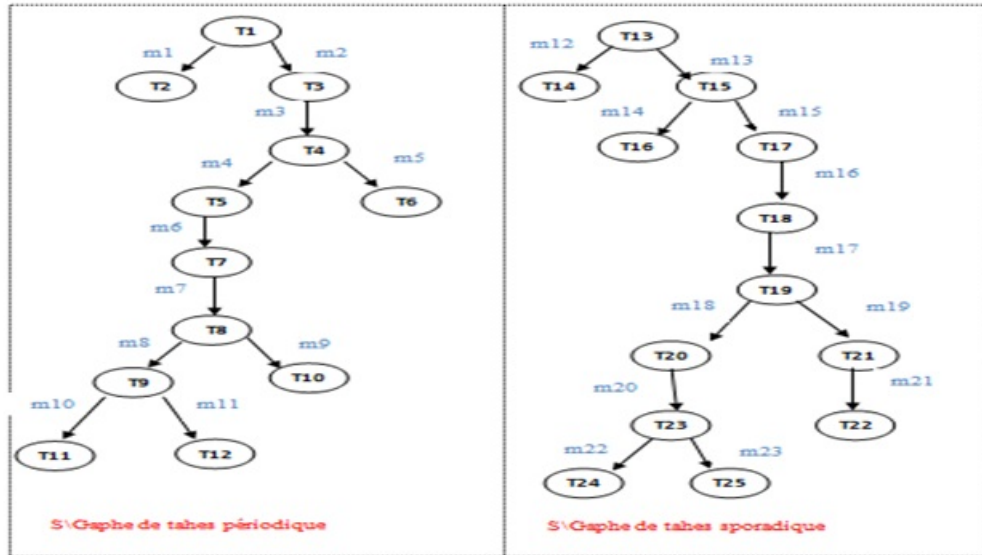 T1
m1
m2
T2
T3
m3
T4
m4
m5
T5
T6
m6
T7
m7
T8
m8
m9
T9
T10
m10
m11
T11
T12
S\Gaphe de tahes périodique
T13
m12
m13
T14
T15
m14
m15
T16
T17
m16
T18
m17
T19
m18
m19
T20
T21
m20
m21
T23
T22
m22
m23
T24
T25
S\Gaphe de tahes sporadique